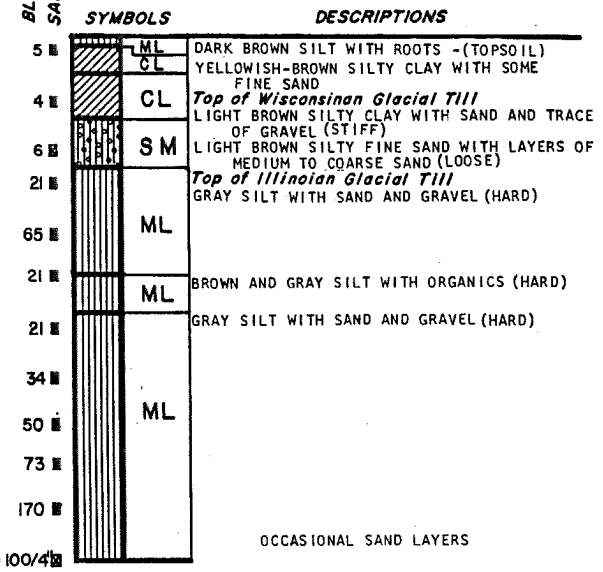 BL
SA
SYMBOLS DESCRIPTIONS
5 ML DARK BROWN SILT WITH ROOTS -(TOPSOIL)
CL YELLOWISH-BROWN SILTY CLAY WITH SOME
FINE SAND
4 CL Top of Wisconsinan Glacial Till
LIGHT BROWN SILTY CLAY WITH SAND AND TRACE
OF GRAVEL (STIFF)
6 SM LIGHT BROWN SILTY FINE SAND WITH LAYERS OF
MEDIUM TO COARSE SAND (LOOSE)
21 Top of Illinoian Glacial Till
GRAY SILT WITH SAND AND GRAVEL (HARD)
ML
65
21 BROWN AND GRAY SILT WITH ORGANICS (HARD)
ML
21 GRAY SILT WITH SAND AND GRAVEL (HARD)
34
ML
50
73
170
OCCASIONAL SAND LAYERS
100/4"